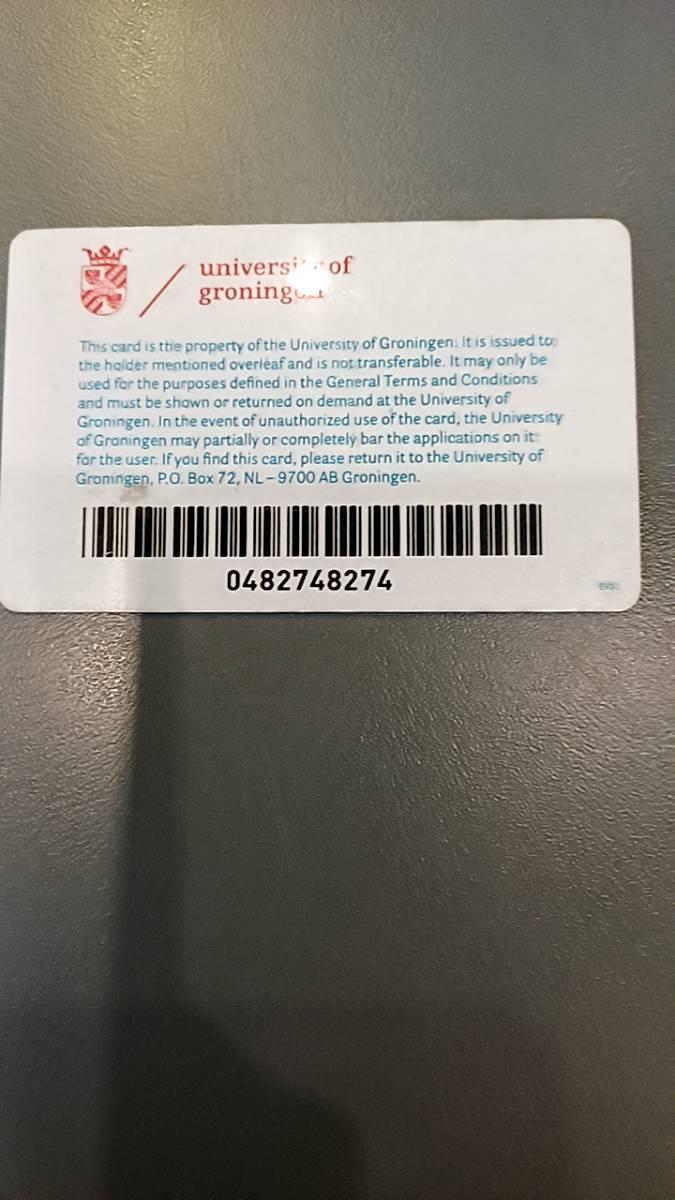 university of
groningen
This card is the property of the University of Groningen. It is issued to
the holder mentioned overleaf and is not transferable. It may only be
used for the purposes defined in the General Terms and Conditions
and must be shown or returned on demand at the University of
Groningen. In the event of unauthorized use of the card, the University
of Groningen may partially or completely bar the applications on it
for the user. If you find this card, please return it to the University of
Groningen, P.O. Box 72, NL – 9700 AB Groningen.
0482748274